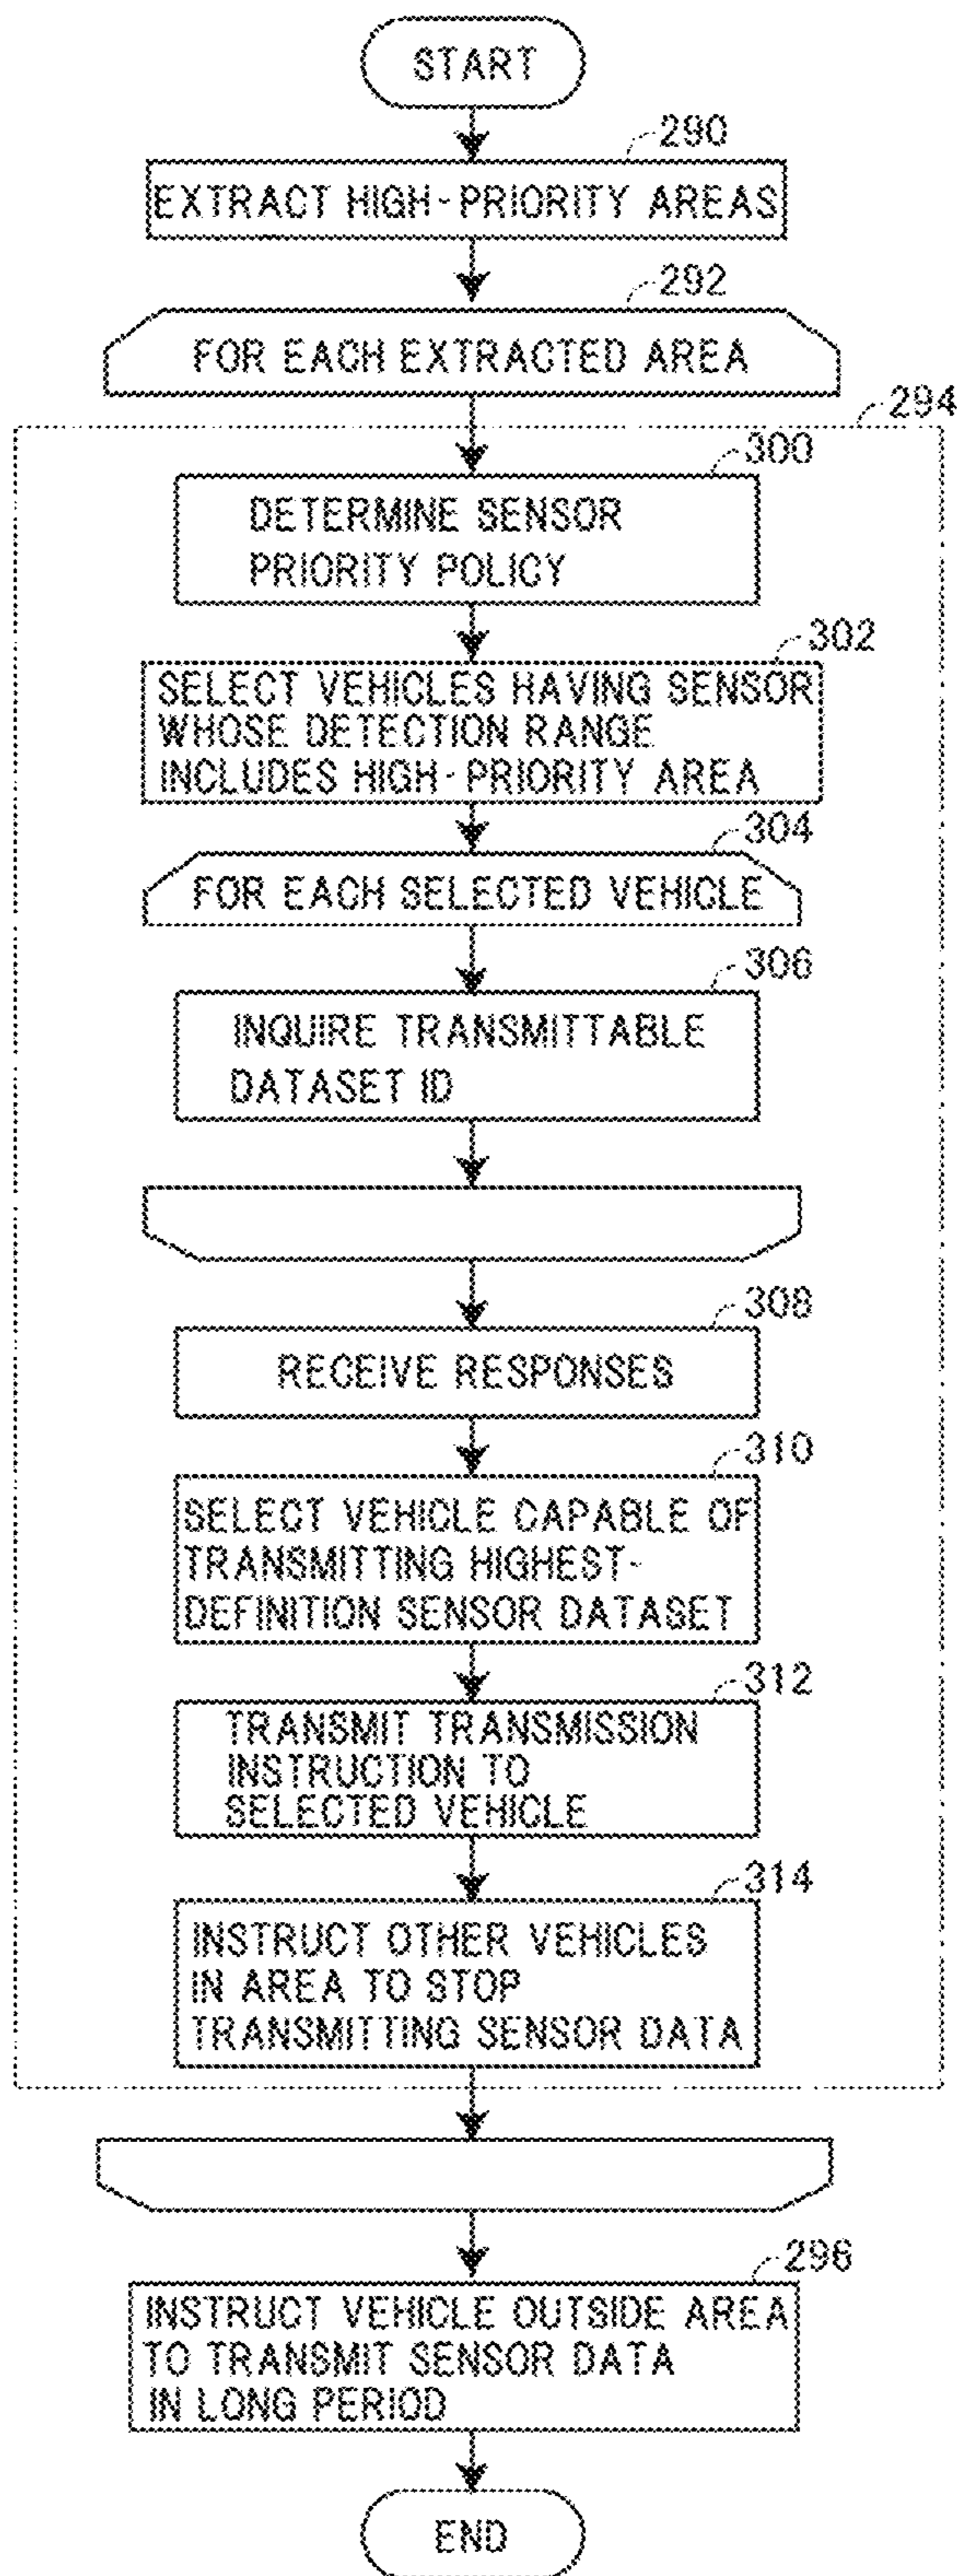 START
290
EXTRACT HIGH-PRIORITY AREAS
292
FOR EACH EXTRACTED AREA
294
300
DETERMINE SENSOR
PRIORITY POLICY
302
SELECT VEHICLES HAVING SENSOR
WHOSE DETECTION RANGE
INCLUDES HIGH-PRIORITY AREA
304
FOR EACH SELECTED VEHICLE
306
INQUIRE TRANSMITTABLE
DATASET ID
308
RECEIVE RESPONSES
310
SELECT VEHICLE CAPABLE OF
TRANSMITTING HIGHEST-
DEFINITION SENSOR DATASET
312
TRANSMIT TRANSMISSION
INSTRUCTION TO
SELECTED VEHICLE
314
INSTRUCT OTHER VEHICLES
IN AREA TO STOP
TRANSMITTING SENSOR DATA
296
INSTRUCT VEHICLE OUTSIDE AREA
TO TRANSMIT SENSOR DATA
IN LONG PERIOD
END